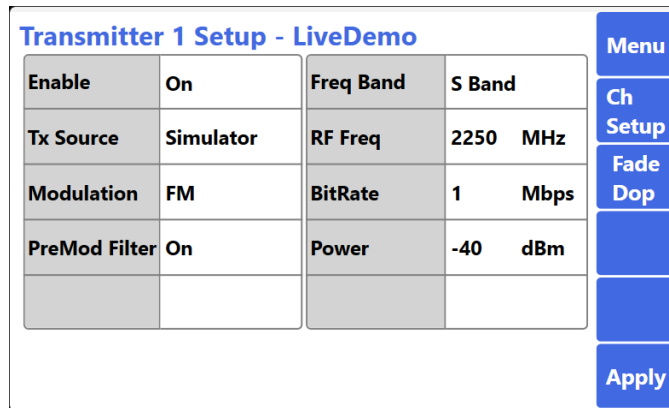 Transmitter 1 Setup - LiveDemo
Enable On Freq Band S Band
Tx Source Simulator RF Freq 2250 MHz
Modulation FM BitRate 1 Mbps
PreMod Filter On Power -40 dBm
Menu
Ch
Setup
Fade
Dop
Apply